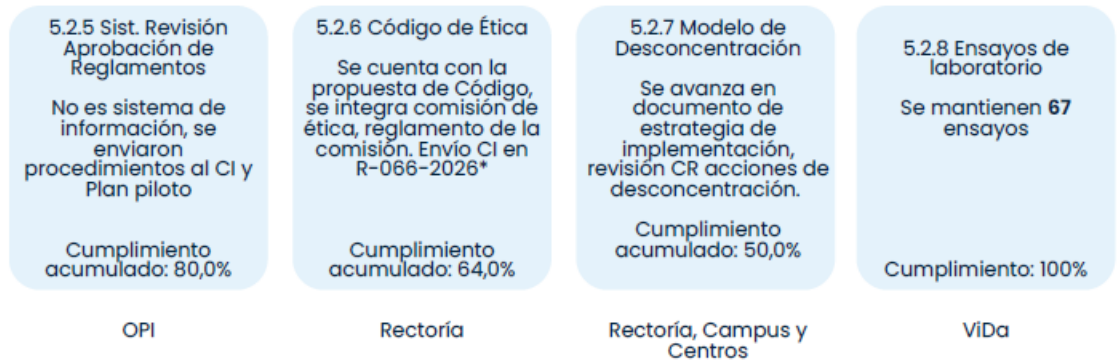 5.2.5 Sist. Revisión
Aprobación de
Reglamentos
No es sistema de
información, se
enviaron
procedimientos al CI y
Plan piloto
Cumplimiento
acumulado: 80,0%
OPI
5.2.6 Código de Ética
Se cuenta con la
propuesta de Código,
se integra comisión de
ética, reglamento de la
comisión. Envío CI en
R-066-2026*
Cumplimiento
acumulado: 64,0%
Rectoría
5.2.7 Modelo de
Desconcentración
Se avanza en
documento de
estrategia de
implementación,
revisión CR acciones de
desconcentración.
Cumplimiento
acumulado: 50,0%
Rectoría, Campus y
Centros
5.2.8 Ensayos de
laboratorio
Se mantienen 67
ensayos
Cumplimiento: 100%
ViDa